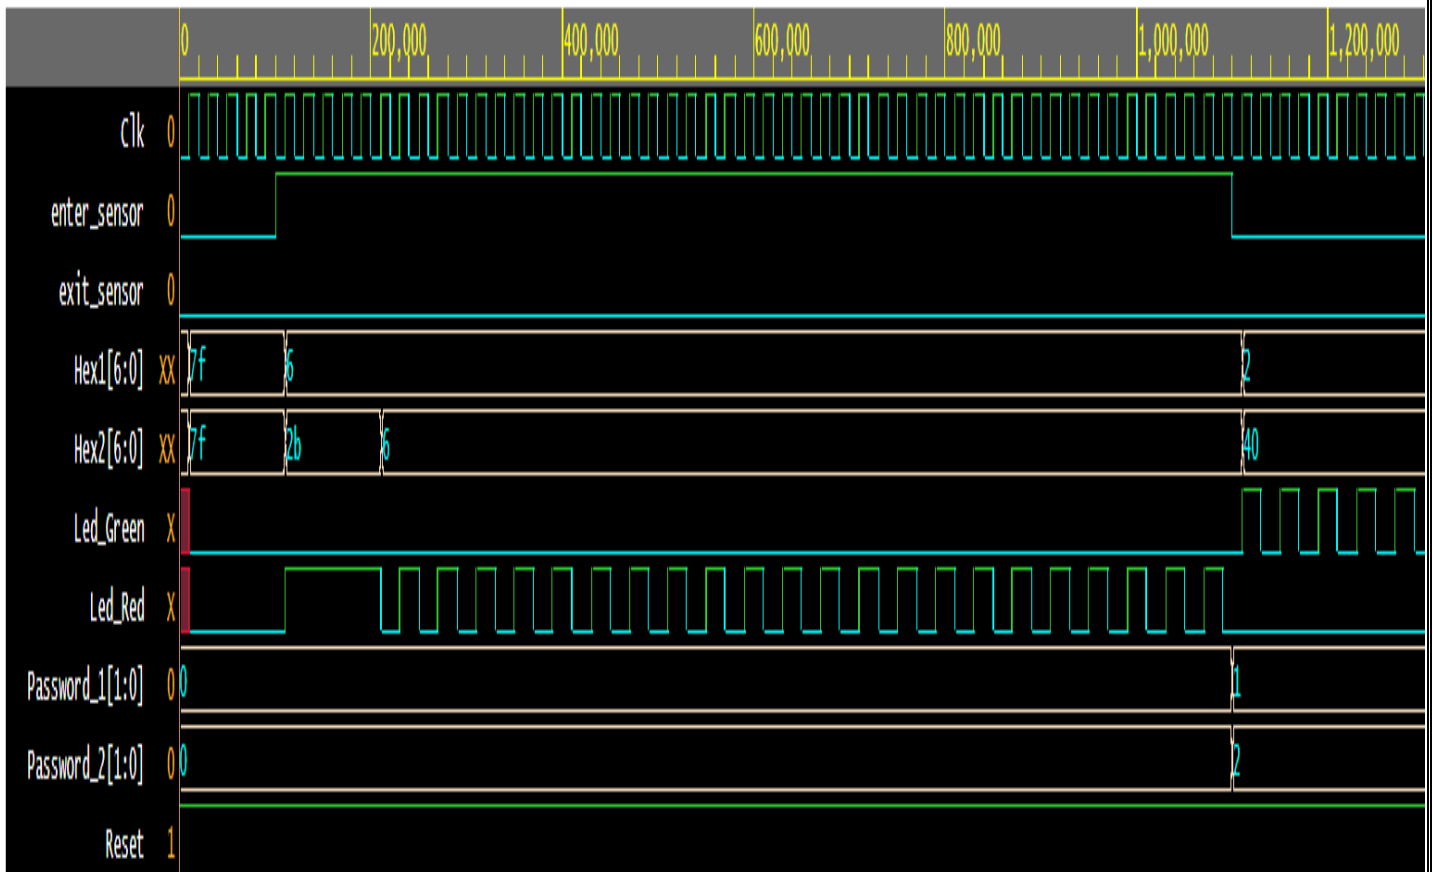 0 200,000 400,000 600,000 800,000 1,000,000 1,200,000
Clk 0
enter_sensor 0
exit_sensor 0
Hex1[6:0] XX 7f 6 2
Hex2[6:0] XX 7f 2b 6 40
Led_Green X
Led_Red X
Password_1[1:0] 0 0 1
Password_2[1:0] 0 0 2
Reset 1